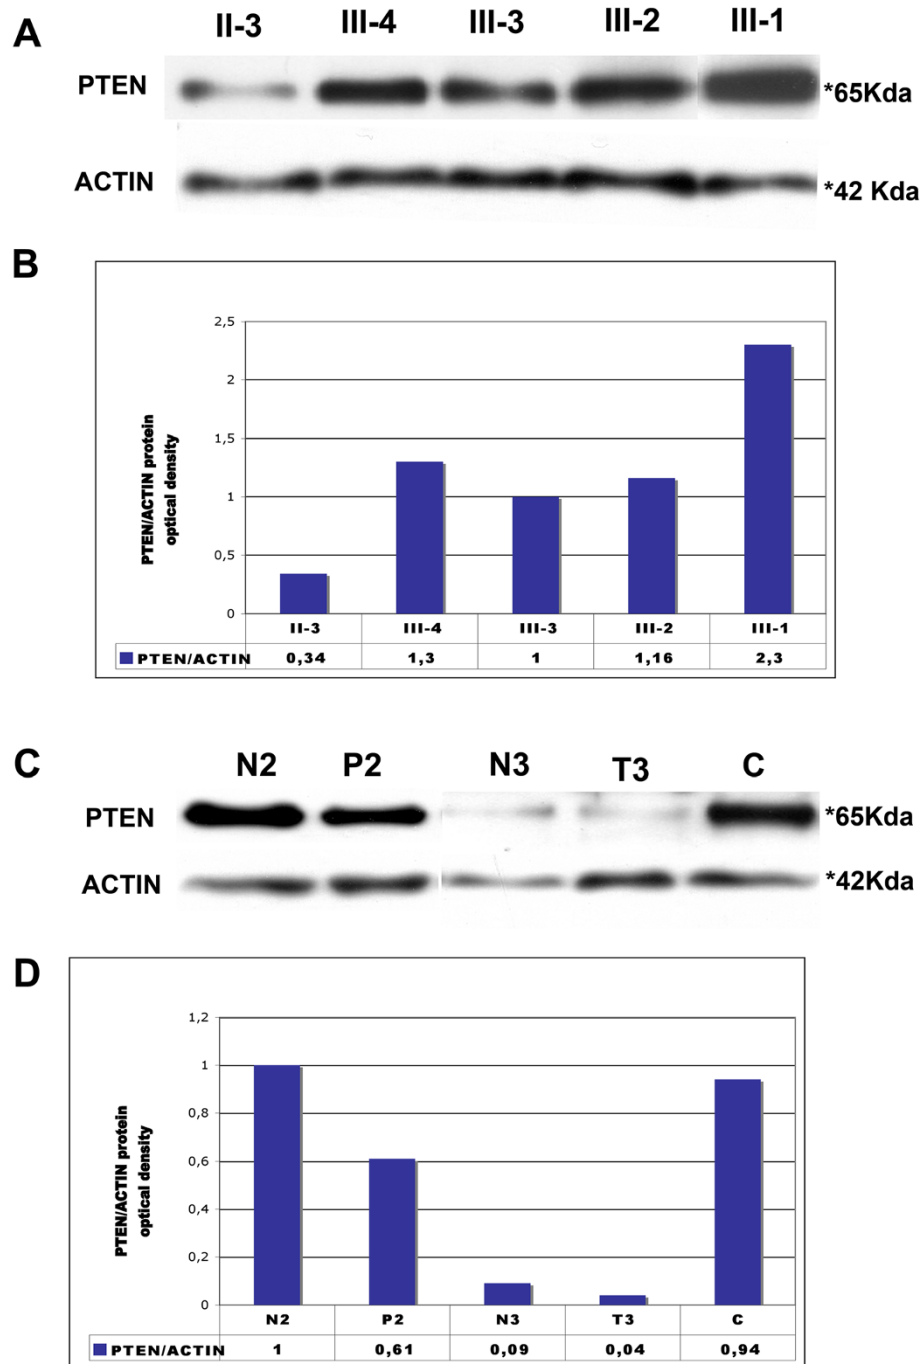 A
II-3 III-4 III-3 III-2 III-1
PTEN *65Kda
ACTIN *42 Kda
B
PTEN/ACTIN protein
optical density
2,5
2
1,5
1
0,5
0
II-3 III-4 III-3 III-2 III-1
PTEN/ACTIN 0,34 1,3 1 1,16 2,3
C
N2 P2 N3 T3 C
PTEN *65Kda
ACTIN *42Kda
D
PTEN/ACTIN protein
optical density
1,2
1
0,8
0,6
0,4
0,2
0
N2 P2 N3 T3 C
PTEN/ACTIN 1 0,61 0,09 0,04 0,94